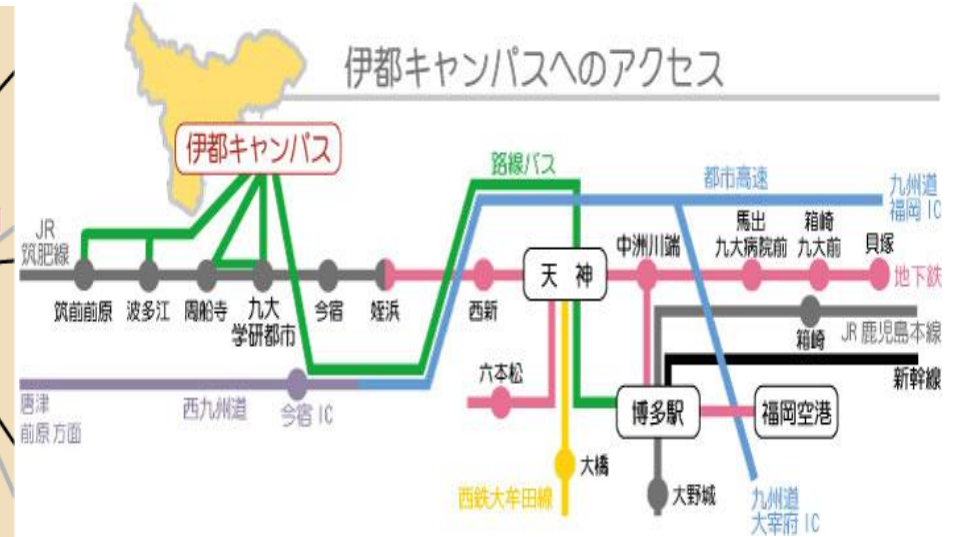 伊都キャンパスへのアクセス
伊都キャンパス
路線バス
都市高速
九州道
福岡 IC
JR
筑肥線
中洲川端
馬出
九大病院前
箱崎
九大前
貝塚
天 神
地下鉄
筑前前原
波多江
周船寺
九大
学研都市
今宿
姪浜
西新
箱崎
JR 鹿児島本線
六本松
新幹線
唐津
前原方面
西九州道
今宿 IC
博多駅
福岡空港
大橋
西鉄大牟田線
大野城
九州道
大宰府 IC